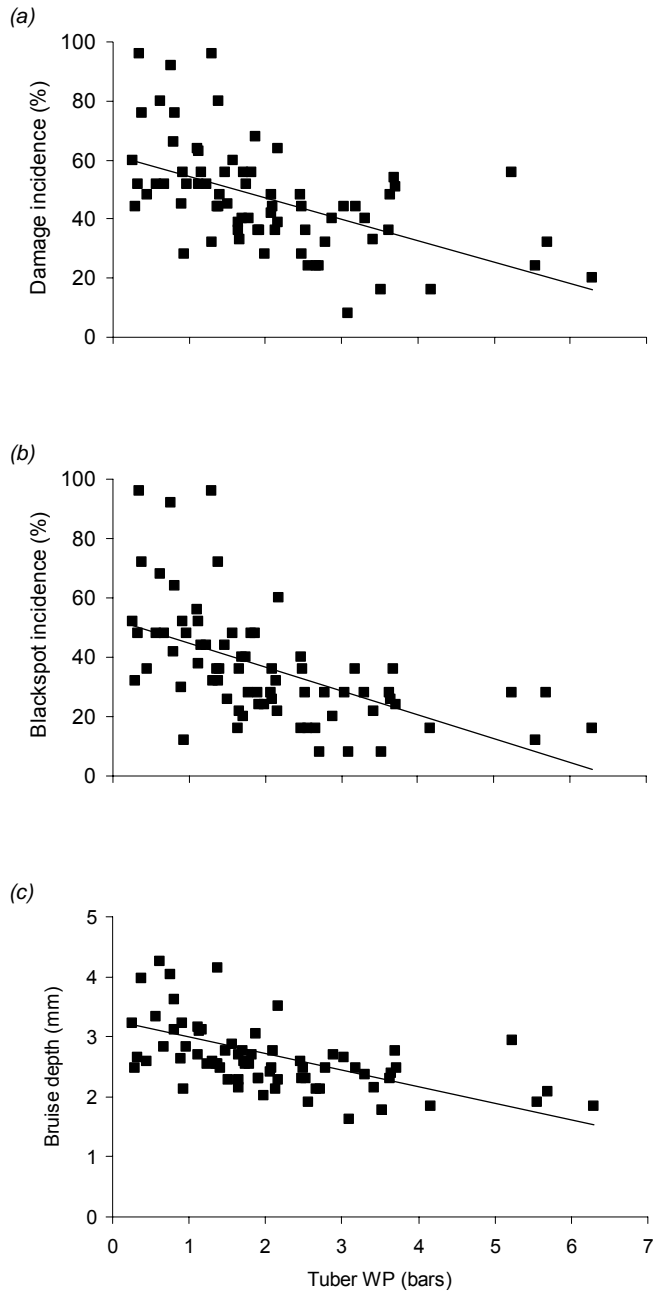 (a)
100
80
60
40
20
0
Damage incidence (%)
(b)
100
80
60
40
20
0
Blackspot incidence (%)
(c)
5
4
3
2
1
0
Bruise depth (mm)
0 1 2 3 4 5 6 7
Tuber WP (bars)